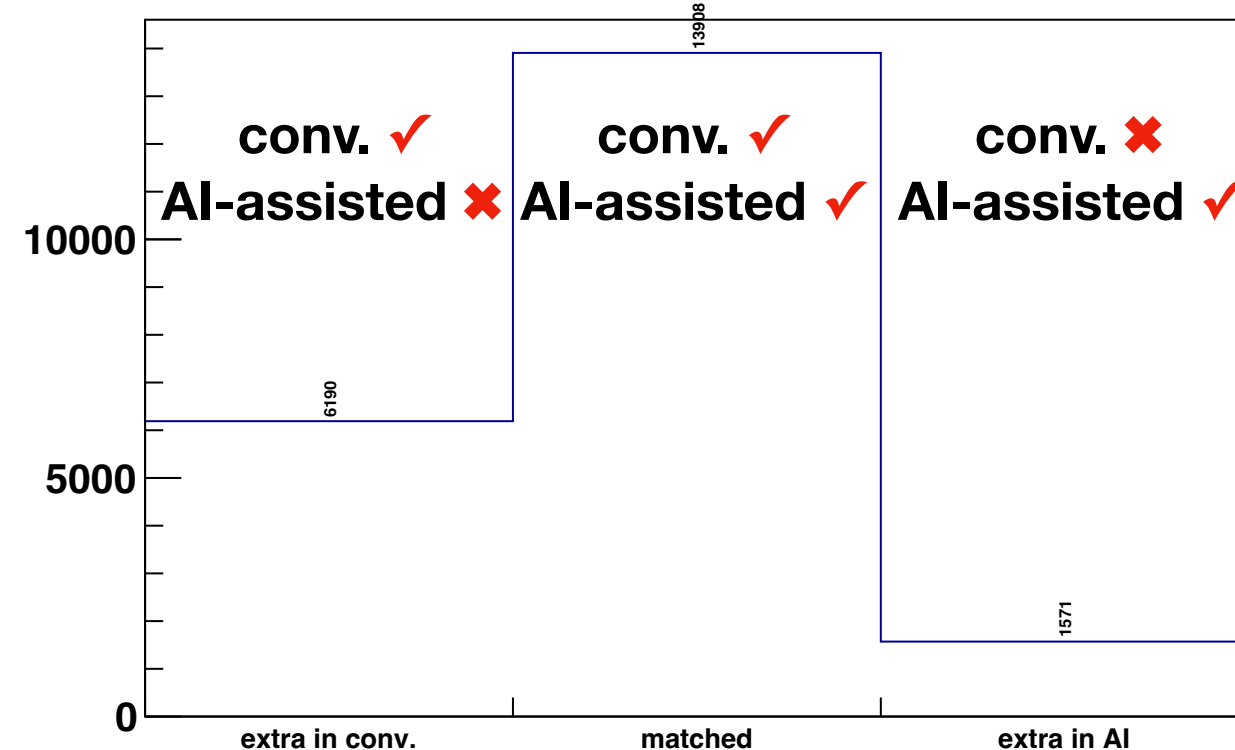 13908
conv. ✓
AI-assisted ✖
conv. ✓
AI-assisted ✓
conv. ✖
AI-assisted ✓
10000
6190
5000
1571
0
extra in conv.
matched
extra in AI